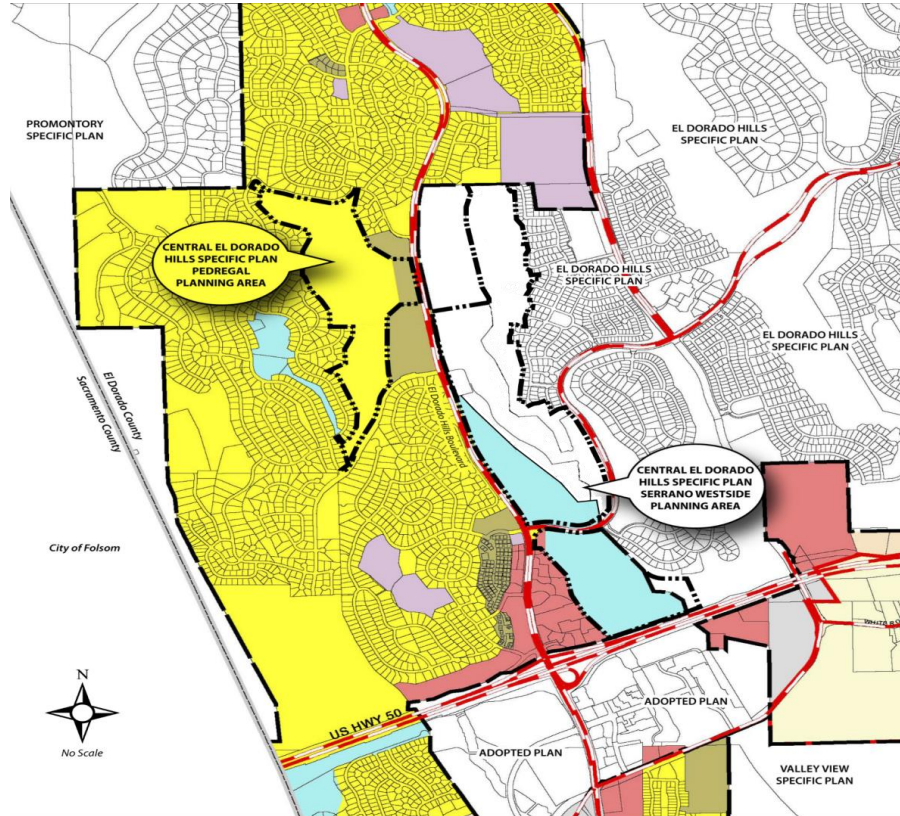 PROMONTORY
SPECIFIC PLAN
EL DORADO HILLS
SPECIFIC PLAN
CENTRAL EL DORADO
HILLS SPECIFIC PLAN
PEDREGAL
PLANNING AREA
EL DORADO HILLS
SPECIFIC PLAN
EL DORADO HILLS
SPECIFIC PLAN
El Dorado County
Sacramento County
El Dorado Hills Boulevard
CENTRAL EL DORADO
HILLS SPECIFIC PLAN
SERRANO WESTSIDE
PLANNING AREA
City of Folsom
N
No Scale
US HWY 50
ADOPTED PLAN
ADOPTED PLAN
VALLEY VIEW
SPECIFIC PLAN